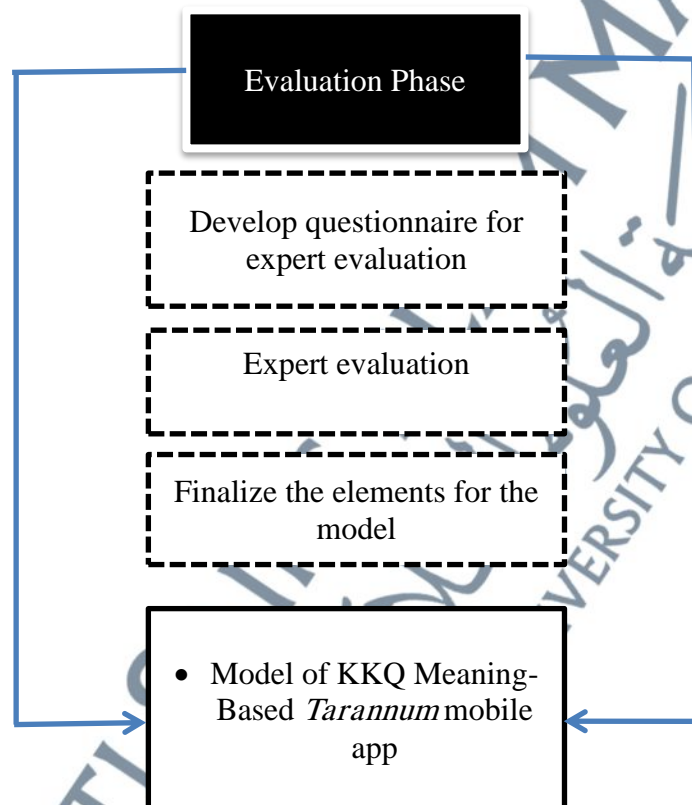 Evaluation Phase
Develop questionnaire for
expert evaluation
Expert evaluation
Finalize the elements for the
model
• Model of KKQ Meaning-
Based Tarannum mobile
app